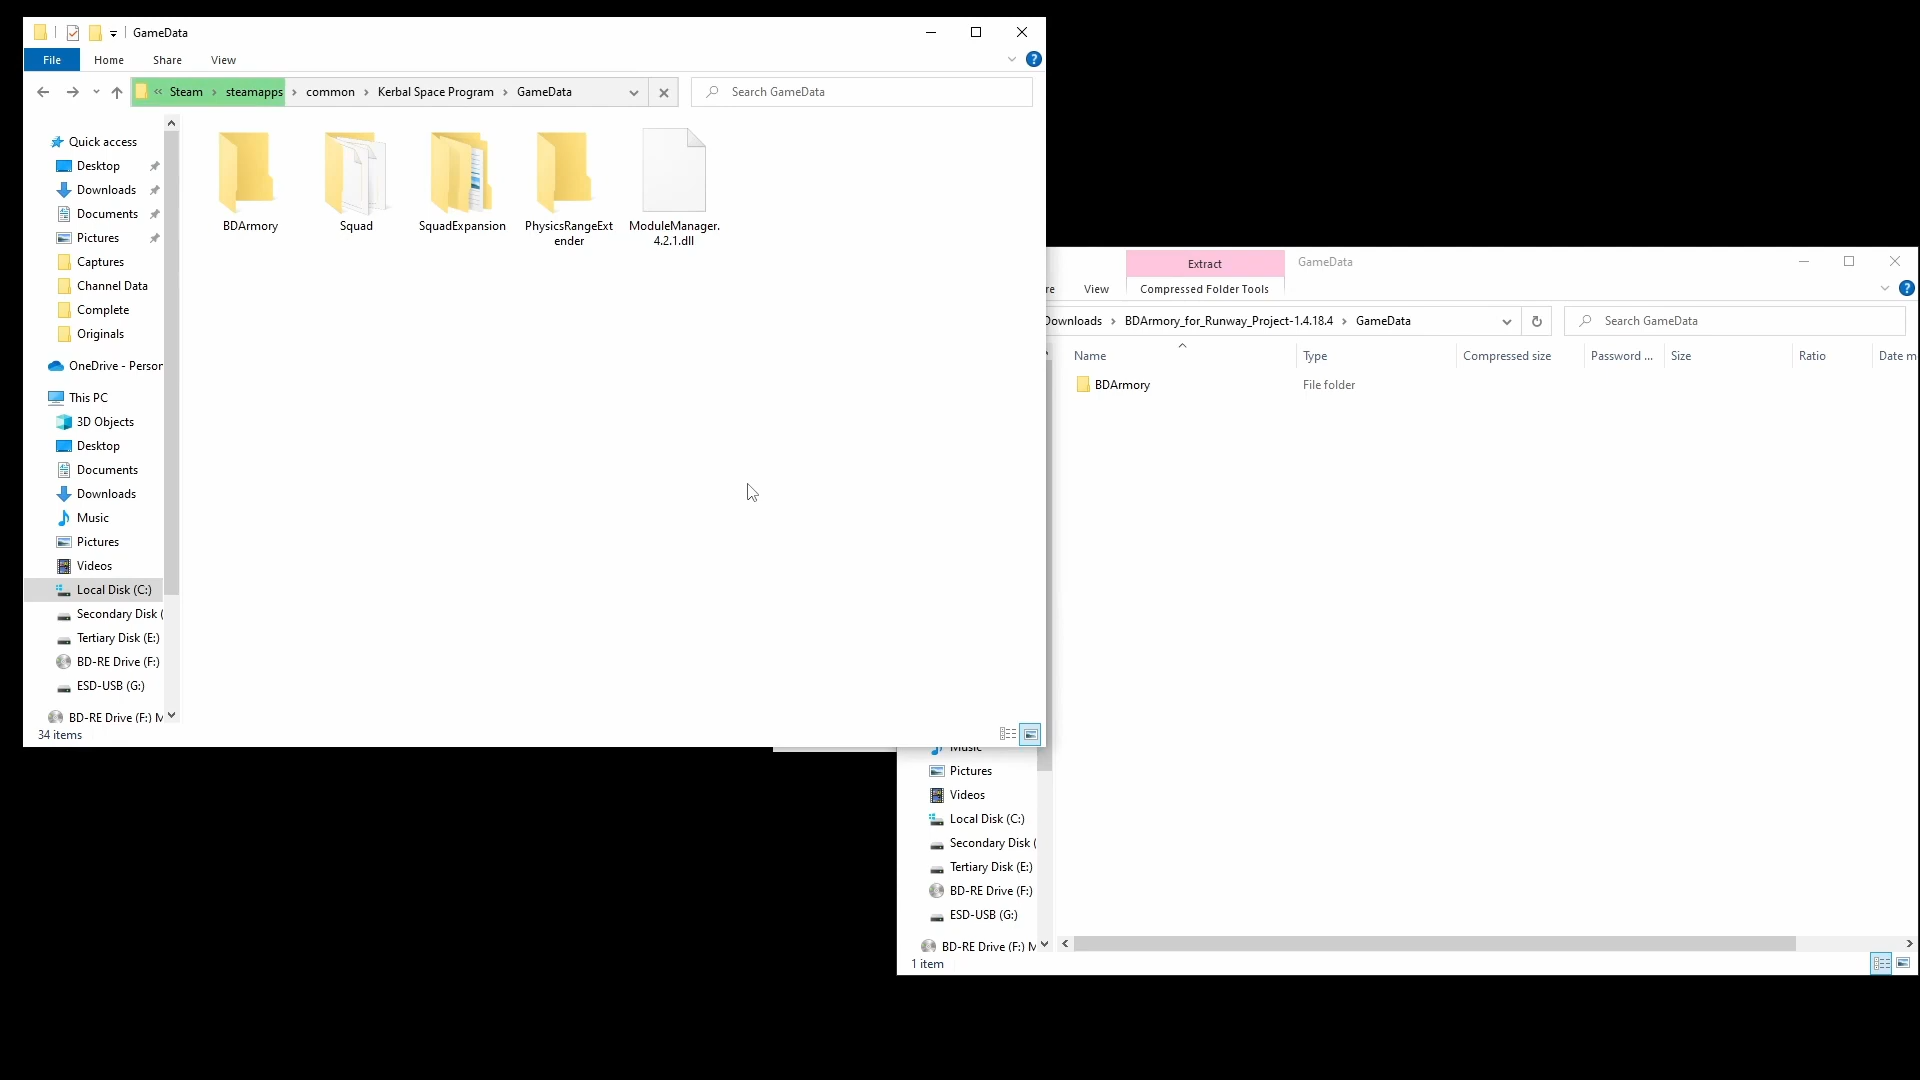 GameData
File Home Share View
« Steam › steamapps › common › Kerbal Space Program › GameData
Search GameData
Quick access
Desktop
Downloads
Documents
Pictures
Captures
Channel Data
Complete
Originals
OneDrive - Person
This PC
3D Objects
Desktop
Documents
Downloads
Music
Pictures
Videos
Local Disk (C:)
Secondary Disk (
Tertiary Disk (E:)
BD-RE Drive (F:)
ESD-USB (G:)
BD-RE Drive (F:) M
34 items
BDArmory
Squad
SquadExpansion
PhysicsRangeExt
ender
ModuleManager.
4.2.1.dll
Extract GameData
re View Compressed Folder Tools
Downloads › BDArmory_for_Runway_Project-1.4.18.4 › GameData
Search GameData
Name Type Compressed size Password ... Size Ratio Date m
BDArmory File folder
Music
Pictures
Videos
Local Disk (C:)
Secondary Disk (
Tertiary Disk (E:)
BD-RE Drive (F:)
ESD-USB (G:)
BD-RE Drive (F:) M
1 item